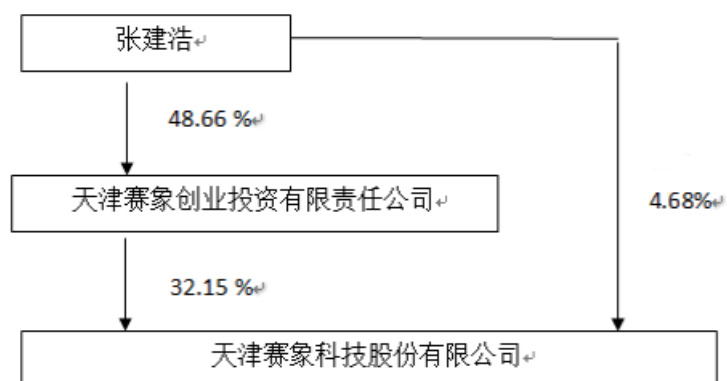 张建浩
48.66 %
天津赛象创业投资有限责任公司
4.68%
32.15 %
天津赛象科技股份有限公司